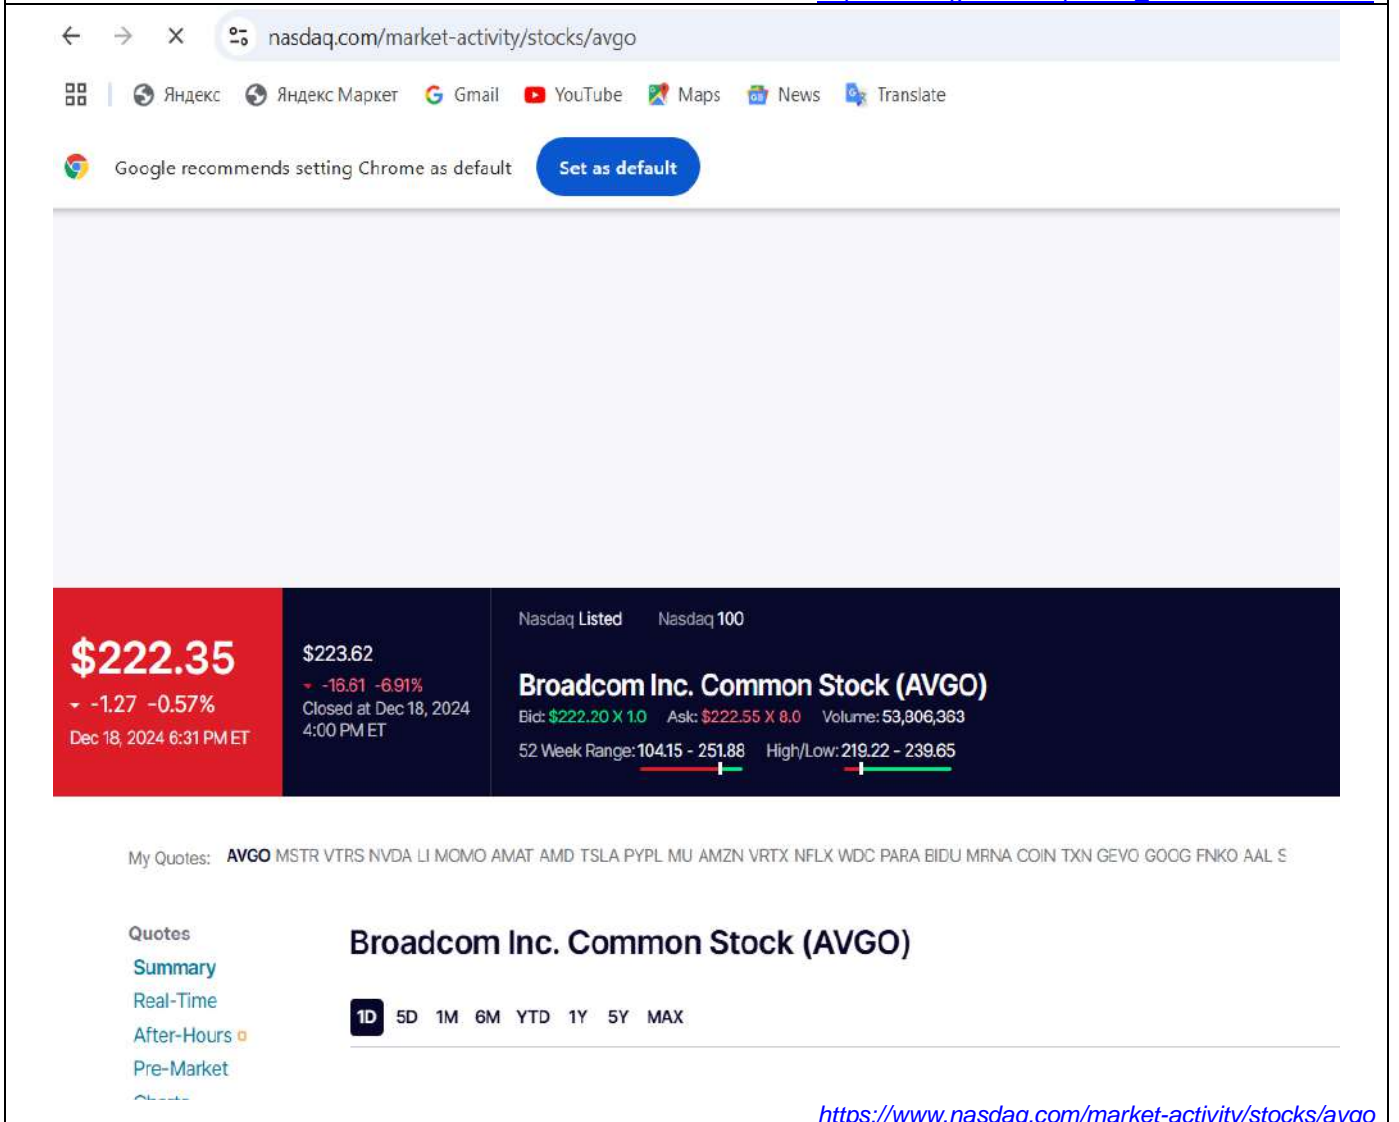 nasdaq.com/market-activity/stocks/avgo
Яндекс Яндекс Маркет Gmail YouTube Maps News Translate
Google recommends setting Chrome as default Set as default
Nasdaq Listed Nasdaq 100
$222.35
-1.27 -0.57%
Dec 18, 2024 6:31 PM ET
$223.62
-16.61 -6.91%
Closed at Dec 18, 2024
4:00 PM ET
Broadcom Inc. Common Stock (AVGO)
Bid: $222.20 X 1.0 Ask: $222.55 X 8.0 Volume: 53,806,363
52 Week Range: 104.15 - 251.88 High/Low: 219.22 - 239.65
My Quotes: AVGO MSTR VTRS NVDA LI MOMO AMAT AMD TSLA PYPL MU AMZN VRTX NFLX WDC PARA BIDU MRNA COIN TXN GEVO GOOG FNKO AAL S
Quotes
Summary
Real-Time
After-Hours
Pre-Market
Broadcom Inc. Common Stock (AVGO)
1D 5D 1M 6M YTD 1Y 5Y MAX
https://www.nasdaq.com/market-activity/stocks/avgo